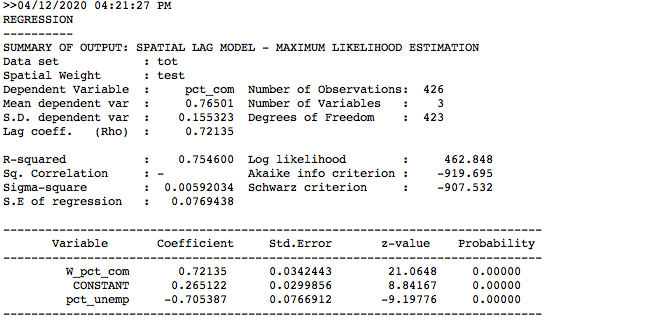 >>04/12/2020 04:21:27 PM
REGRESSION
----------
SUMMARY OF OUTPUT: SPATIAL LAG MODEL - MAXIMUM LIKELIHOOD ESTIMATION
Data set            : tot
Spatial Weight      : test
Dependent Variable  :     pct_com  Number of Observations:  426
Mean dependent var  :     0.76501  Number of Variables   :    3
S.D. dependent var  :    0.155323  Degrees of Freedom    :  423
Lag coeff.   (Rho)  :     0.72135

R-squared           :    0.754600  Log likelihood        :     462.848
Sq. Correlation     : -            Akaike info criterion :    -919.695
Sigma-square        :  0.00592034  Schwarz criterion     :    -907.532
S.E of regression   :   0.0769438

-----------------------------------------------------------------------------
       Variable       Coefficient     Std.Error       z-value    Probability
-----------------------------------------------------------------------------
         W_pct_com       0.72135      0.0342443       21.0648      0.00000
          CONSTANT      0.265122      0.0299856       8.84167      0.00000
         pct_unemp     -0.705387      0.0766912      -9.19776      0.00000
-----------------------------------------------------------------------------